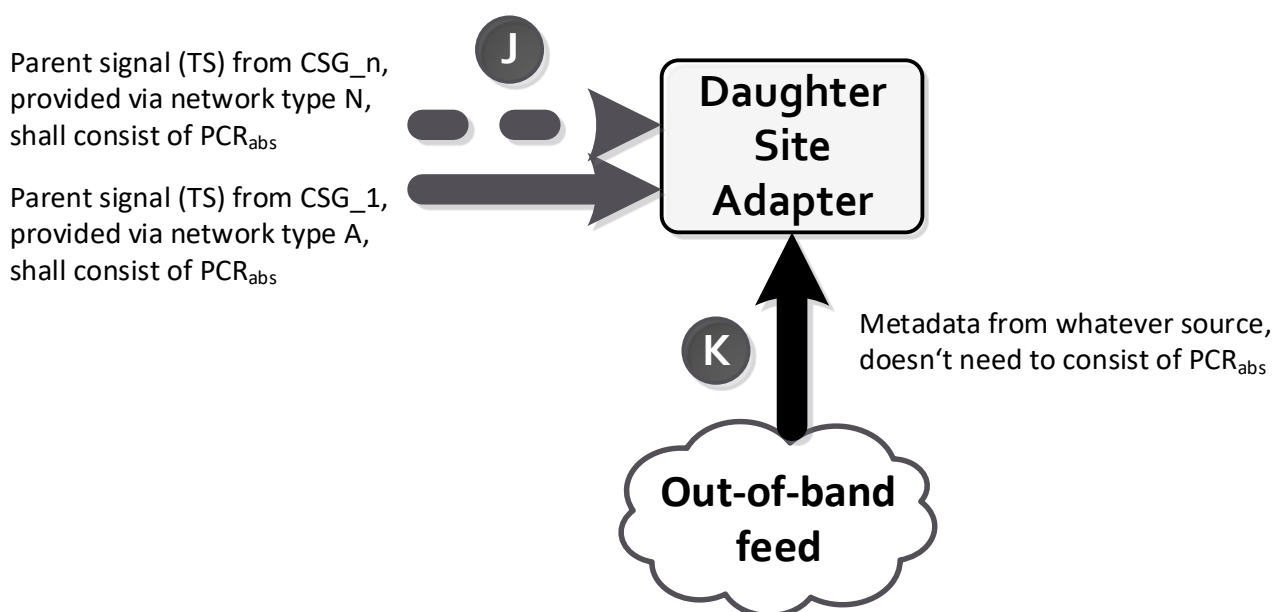 J
Parent signal (TS) from CSG_n,
provided via network type N,
shall consist of PCRabs
Parent signal (TS) from CSG_1,
provided via network type A,
shall consist of PCRabs
Daughter
Site
Adapter
K
Metadata from whatever source,
doesn‘t need to consist of PCRabs
Out-of-band
feed